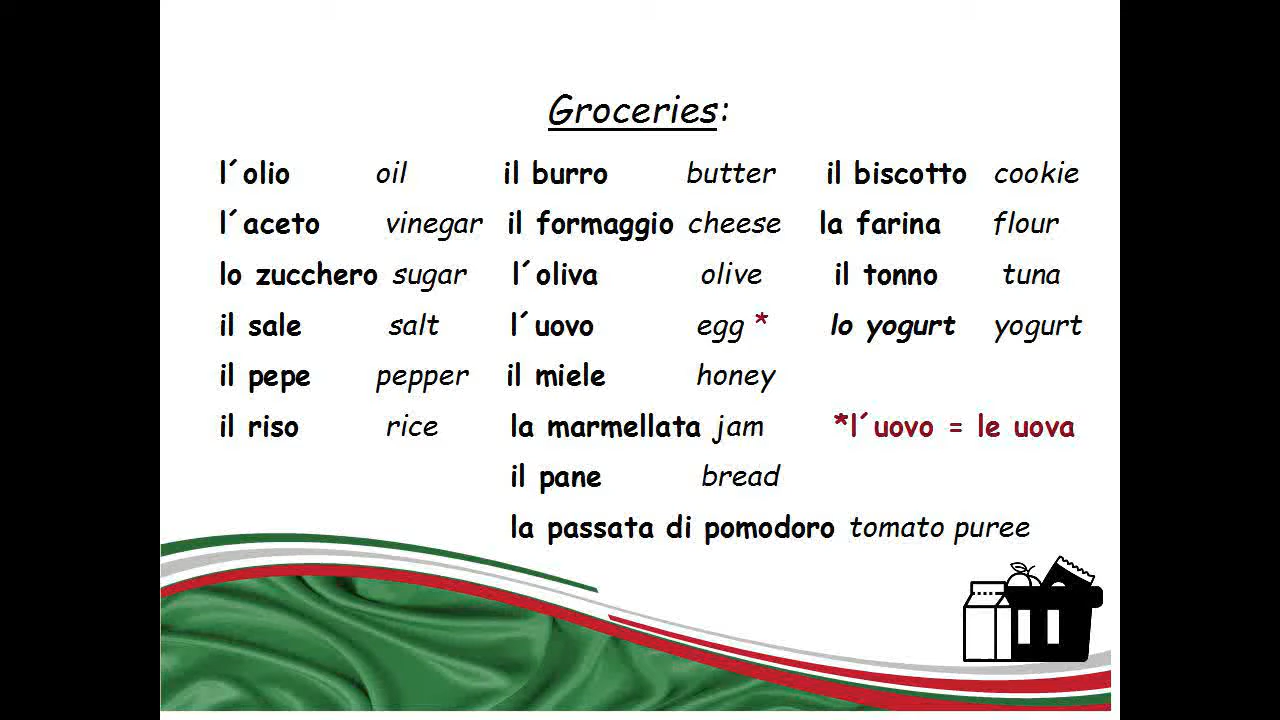 Groceries:
l´olio oil il burro butter il biscotto cookie
l´aceto vinegar il formaggio cheese la farina flour
lo zucchero sugar l´oliva olive il tonno tuna
il sale salt l´uovo egg * lo yogurt yogurt
il pepe pepper il miele honey
il riso rice la marmellata jam *l´uovo = le uova
il pane bread
la passata di pomodoro tomato puree